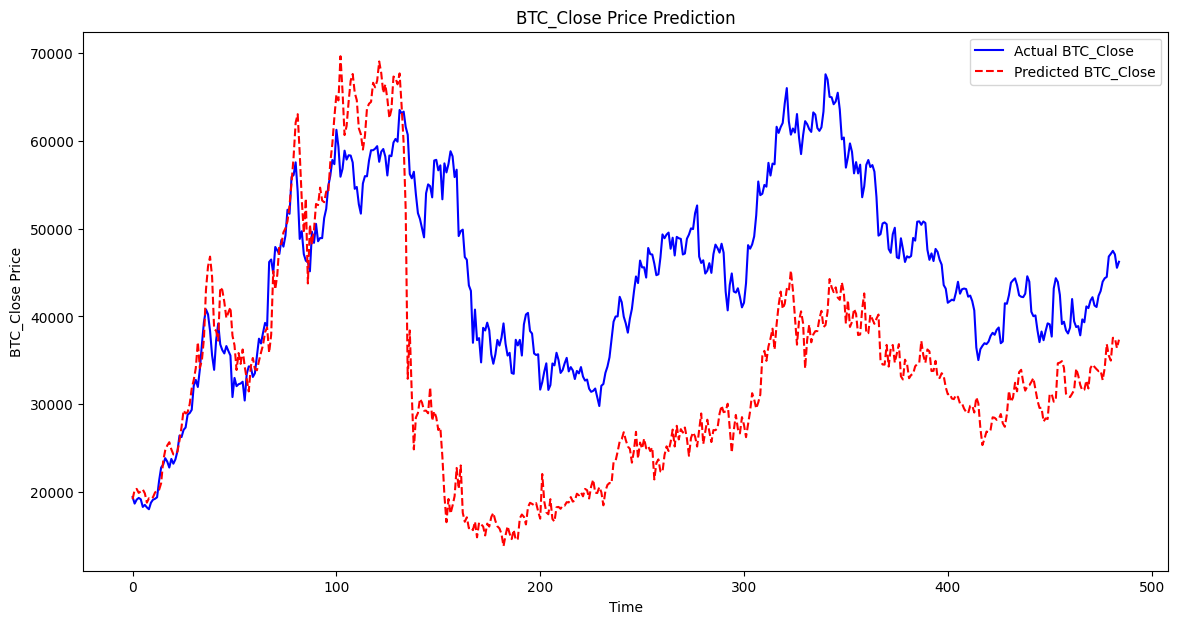 BTC_Close Price Prediction
Actual BTC_Close
Predicted BTC_Close
BTC_Close Price
70000
60000
50000
40000
30000
20000
0
100
200
300
400
500
Time